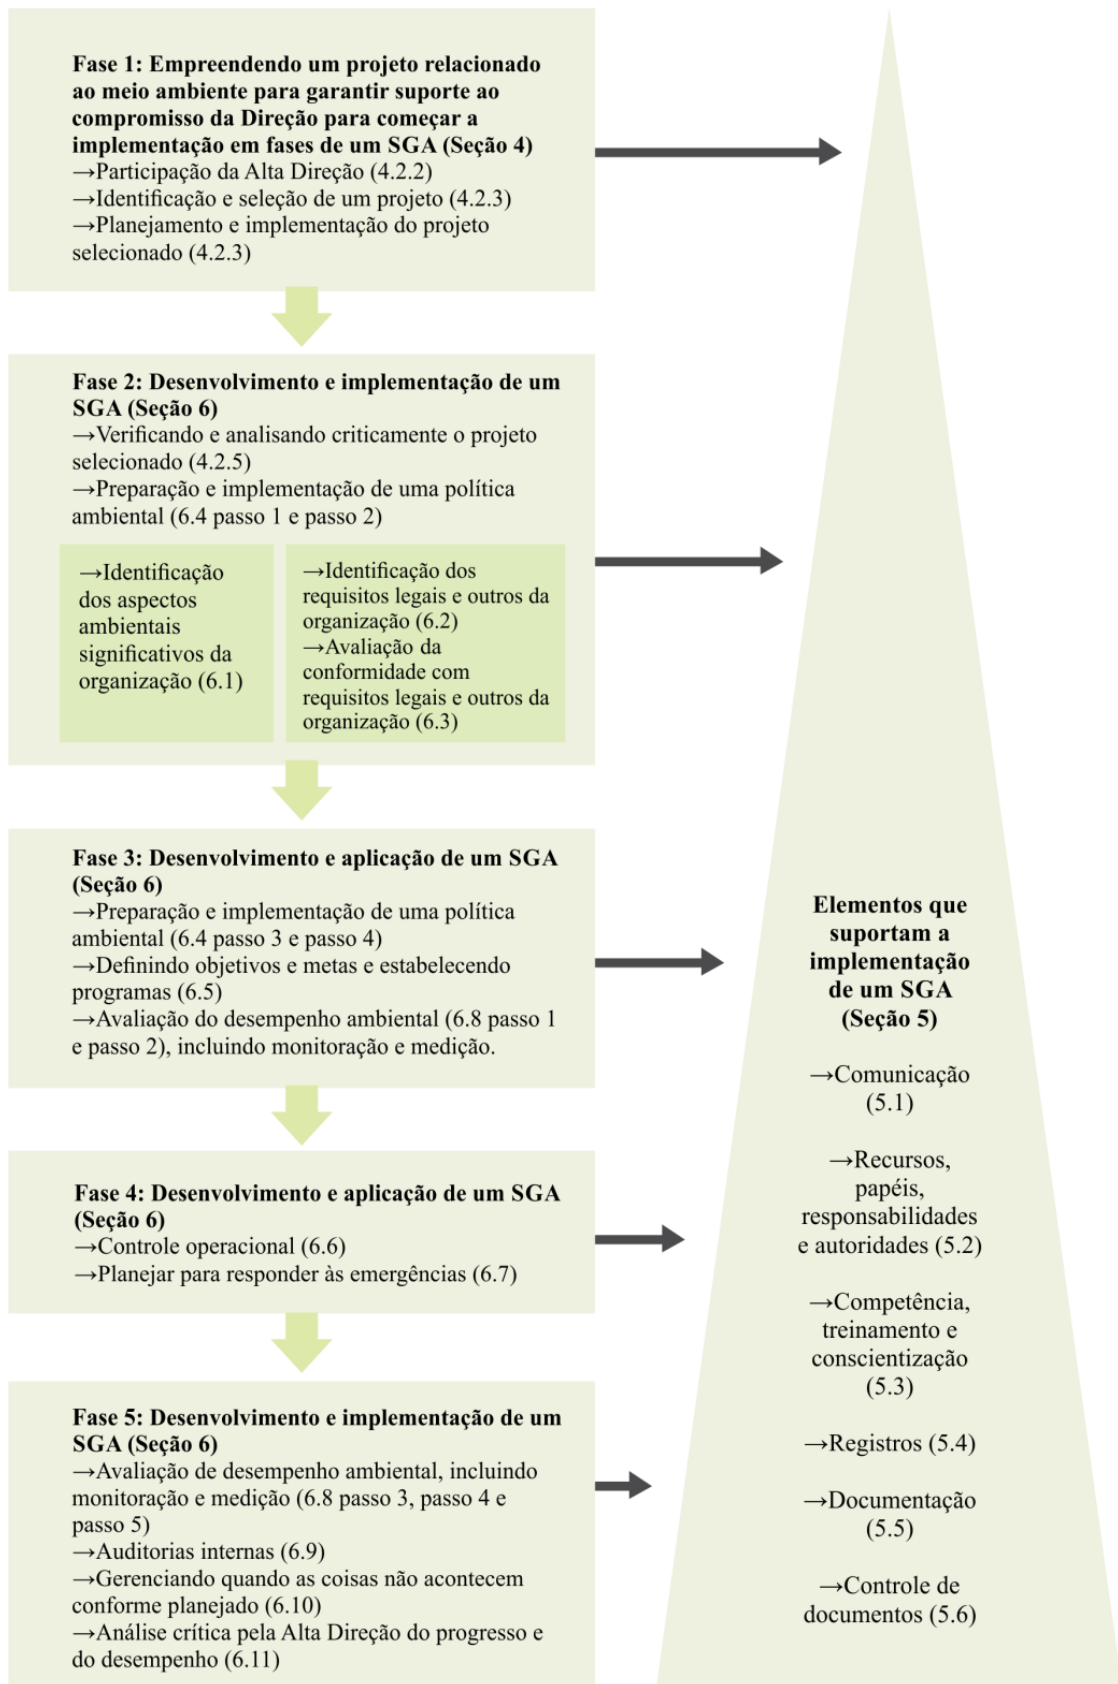 Fase 1: Empreendendo um projeto relacionado
ao meio ambiente para garantir suporte ao
compromisso da Direção para começar a
implementação em fases de um SGA (Seção 4)
→Participação da Alta Direção (4.2.2)
→Identificação e seleção de um projeto (4.2.3)
→Planejamento e implementação do projeto
selecionado (4.2.3)
Fase 2: Desenvolvimento e implementação de um
SGA (Seção 6)
→Verificando e analisando criticamente o projeto
selecionado (4.2.5)
→Preparação e implementação de uma política
ambiental (6.4 passo 1 e passo 2)
→Identificação
dos aspectos
ambientais
significativos da
organização (6.1)
→Identificação dos
requisitos legais e outros da
organização (6.2)
→Avaliação da
conformidade com
requisitos legais e outros da
organização (6.3)
Fase 3: Desenvolvimento e aplicação de um SGA
(Seção 6)
→Preparação e implementação de uma política
ambiental (6.4 passo 3 e passo 4)
→Definindo objetivos e metas e estabelecendo
programas (6.5)
→Avaliação do desempenho ambiental (6.8 passo 1
e passo 2), incluindo monitoração e medição.
Fase 4: Desenvolvimento e aplicação de um SGA
(Seção 6)
→Controle operacional (6.6)
→Planejar para responder às emergências (6.7)
Fase 5: Desenvolvimento e implementação de um
SGA (Seção 6)
→Avaliação de desempenho ambiental, incluindo
monitoração e medição (6.8 passo 3, passo 4 e
passo 5)
→Auditorias internas (6.9)
→Gerenciando quando as coisas não acontecem
conforme planejado (6.10)
→Análise crítica pela Alta Direção do progresso e
do desempenho (6.11)
Elementos que
suportam a
implementação
de um SGA
(Seção 5)
→Comunicação
(5.1)
→Recursos,
papéis,
responsabilidades
e autoridades (5.2)
→Competência,
treinamento e
conscientização
(5.3)
→Registros (5.4)
→Documentação
(5.5)
→Controle de
documentos (5.6)